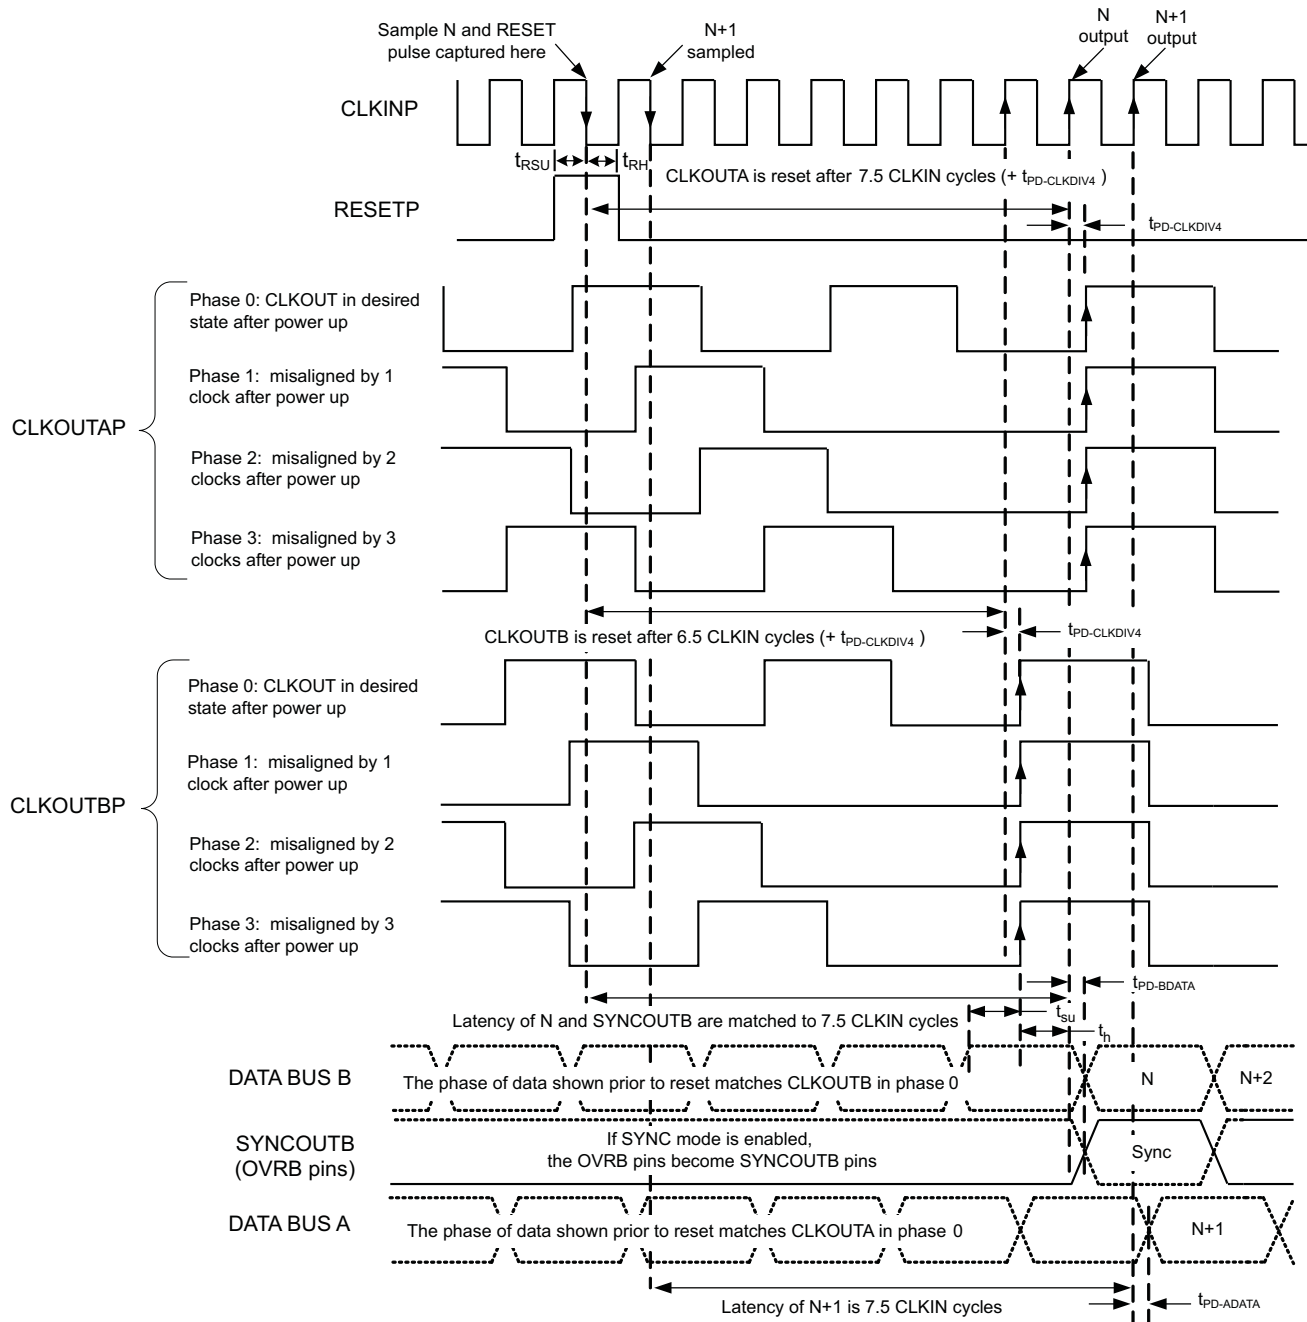 Sample N and RESET
pulse captured here
N+1
sampled
N
output
N+1
output
CLKINP
tRSU
tRH
CLKOUTA is reset after 7.5 CLKIN cycles (+ tPD-CLKDIV4 )
RESETP
tPD-CLKDIV4
Phase 0: CLKOUT in desired
state after power up
Phase 1: misaligned by 1
clock after power up
CLKOUTAP
Phase 2: misaligned by 2
clocks after power up
Phase 3: misaligned by 3
clocks after power up
CLKOUTB is reset after 6.5 CLKIN cycles (+ tPD-CLKDIV4 )
tPD-CLKDIV4
Phase 0: CLKOUT in desired
state after power up
Phase 1: misaligned by 1
clock after power up
CLKOUTBP
Phase 2: misaligned by 2
clocks after power up
Phase 3: misaligned by 3
clocks after power up
tPD-BDATA
Latency of N and SYNCOUTB are matched to 7.5 CLKIN cycles
tsu
th
DATA BUS B
The phase of data shown prior to reset matches CLKOUTB in phase 0
N
N+2
SYNCOUTB
(OVRB pins)
If SYNC mode is enabled,
the OVRB pins become SYNCOUTB pins
Sync
DATA BUS A
The phase of data shown prior to reset matches CLKOUTA in phase 0
N+1
Latency of N+1 is 7.5 CLKIN cycles
tPD-ADATA